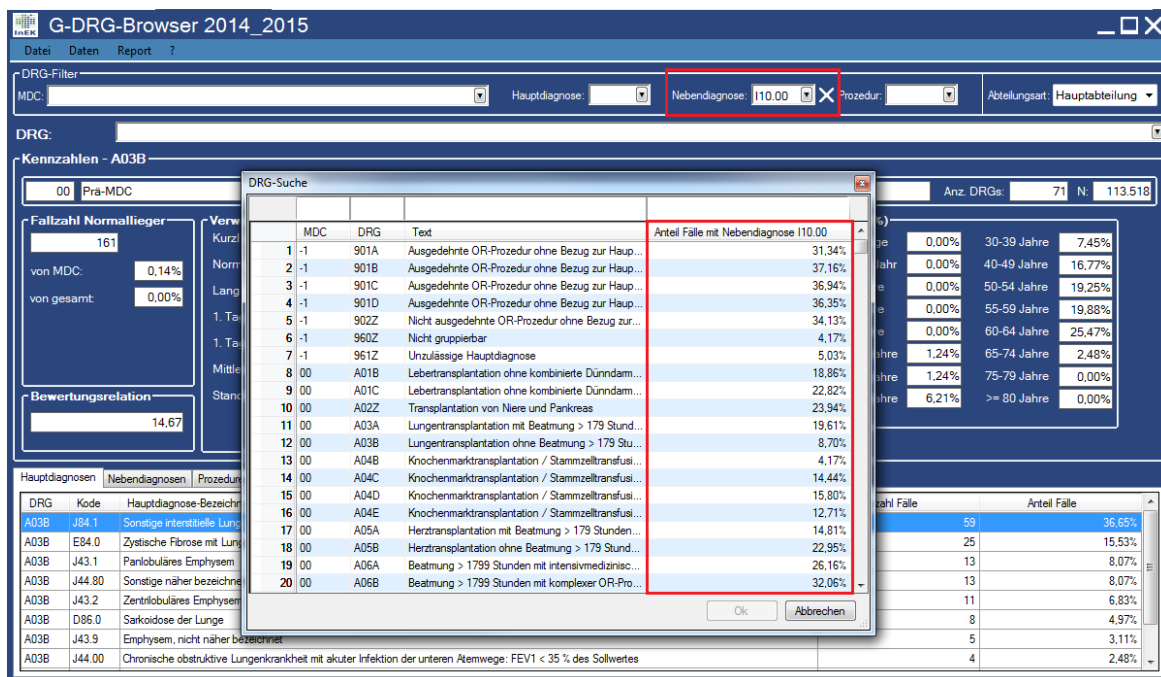 InEK G-DRG-Browser 2014_2015
Datei Daten Report ?
DRG-Filter
MDC: Hauptdiagnose: Nebendiagnose: I10.00 Prozedur: Abteilungsart: Hauptabteilung
DRG:
Kennzahlen - A03B
00 Prä-MDC Anz. DRGs: 71 N: 113.518
Fallzahl Normallieger
161
von MDC: 0,14%
von gesamt: 0,00%
Bewertungsrelation
14,67
Verw
Kurzl
Norm
Lang
1. Ta
1. Ta
Mittle
Stand
%)
ge 0,00% 30-39 Jahre 7,45%
Jahr 0,00% 40-49 Jahre 16,77%
e 0,00% 50-54 Jahre 19,25%
e 0,00% 55-59 Jahre 19,88%
e 0,00% 60-64 Jahre 25,47%
ahre 1,24% 65-74 Jahre 2,48%
ahre 1,24% 75-79 Jahre 0,00%
ahre 6,21% >= 80 Jahre 0,00%
DRG-Suche
MDC DRG Text Anteil Fälle mit Nebendiagnose I10.00
1 -1 901A Ausgedehnte OR-Prozedur ohne Bezug zur Haup... 31,34%
2 -1 901B Ausgedehnte OR-Prozedur ohne Bezug zur Haup... 37,16%
3 -1 901C Ausgedehnte OR-Prozedur ohne Bezug zur Haup... 36,94%
4 -1 901D Ausgedehnte OR-Prozedur ohne Bezug zur Haup... 36,35%
5 -1 902Z Nicht ausgedehnte OR-Prozedur ohne Bezug zur... 34,13%
6 -1 960Z Nicht gruppierbar 4,17%
7 -1 961Z Unzulässige Hauptdiagnose 5,03%
8 00 A01B Lebertransplantation ohne kombinierte Dünndarm... 18,86%
9 00 A01C Lebertransplantation ohne kombinierte Dünndarm... 22,82%
10 00 A02Z Transplantation von Niere und Pankreas 23,94%
11 00 A03A Lungentransplantation mit Beatmung > 179 Stund... 19,61%
12 00 A03B Lungentransplantation ohne Beatmung > 179 Stu... 8,70%
13 00 A04B Knochenmarktransplantation / Stammzelltransfusi... 4,17%
14 00 A04C Knochenmarktransplantation / Stammzelltransfusi... 14,44%
15 00 A04D Knochenmarktransplantation / Stammzelltransfusi... 15,80%
16 00 A04E Knochenmarktransplantation / Stammzelltransfusi... 12,71%
17 00 A05A Herztransplantation mit Beatmung > 179 Stunden... 14,81%
18 00 A05B Herztransplantation ohne Beatmung > 179 Stund... 22,95%
19 00 A06A Beatmung > 1799 Stunden mit intensivmedizinisc... 26,16%
20 00 A06B Beatmung > 1799 Stunden mit komplexer OR-Pro... 32,06%
Ok Abbrechen
Hauptdiagnosen Nebendiagnosen Prozedure
DRG Kode Hauptdiagnose-Bezeichn zahl Fälle Anteil Fälle
A03B J84.1 Sonstige interstitielle Lung 59 36,65%
A03B E84.0 Zystische Fibrose mit Lung 25 15,53%
A03B J43.1 Panlobuläres Emphysem 13 8,07%
A03B J44.80 Sonstige näher bezeichne 13 8,07%
A03B J43.2 Zentrilobuläres Emphysem 11 6,83%
A03B D86.0 Sarkoidose der Lunge 8 4,97%
A03B J43.9 Emphysem, nicht näher bezeichnet 5 3,11%
A03B J44.00 Chronische obstruktive Lungenkrankheit mit akuter Infektion der unteren Atemwege: FEV1 < 35 % des Sollwertes 4 2,48%